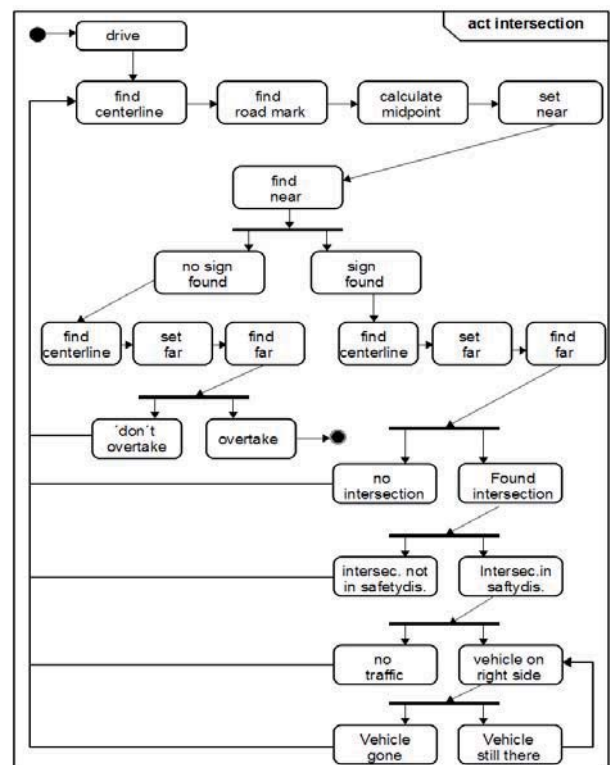 act intersection
drive
find
centerline
find
road mark
calculate
midpoint
set
near
find
near
no sign
found
sign
found
find
centerline
set
far
find
far
find
centerline
set
far
find
far
´don´t
overtake
overtake
no
intersection
Found
intersection
intersec. not
in safetydis.
Intersec.in
saftydis.
no
traffic
vehicle on
right side
Vehicle
gone
Vehicle
still there